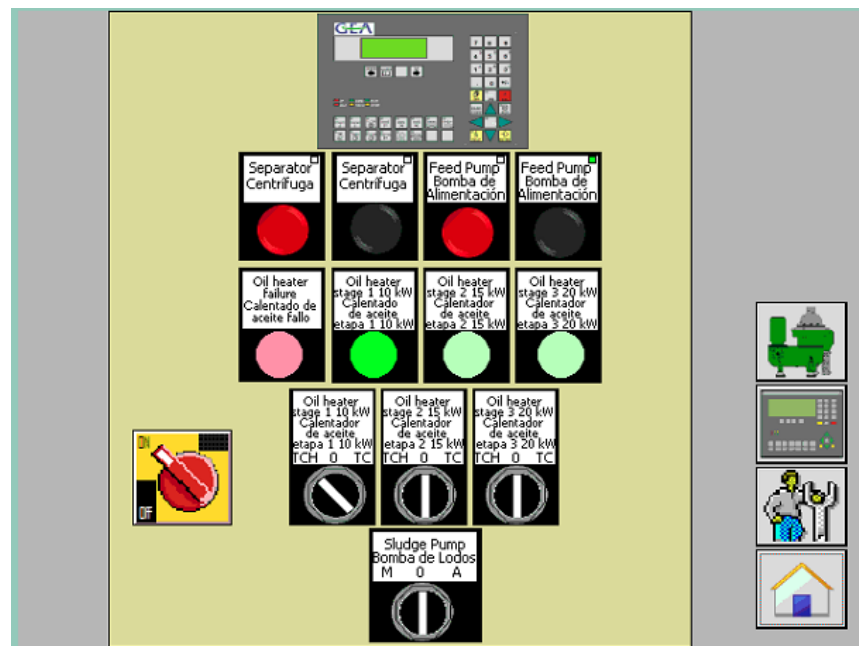 GEA
Separator
Centrífuga
Separator
Centrífuga
Feed Pump
Bomba de
Alimentación
Feed Pump
Bomba de
Alimentación
Oil heater
failure
Calentado de
aceite fallo
Oil heater
stage 1 10 kW
Calentado
de aceite
etapa 1 10 kW
Oil heater
stage 2 15 kW
Calentador
de aceite
etapa 2 15 kW
Oil heater
stage 3 20 kW
Calentador
de aceite
etapa 3 20 kW
Oil heater
stage 1 10 kW
Calentador
de aceite
etapa 1 10 kW
TCH 0 TC
Oil heater
stage 2 15 kW
Calentador
de aceite
etapa 2 15 kW
TCH 0 TC
Oil heater
stage 3 20 kW
Calentador
de aceite
etapa 3 20 kW
TCH 0 TC
ON
OFF
Sludge Pump
Bomba de Lodos
M 0 A